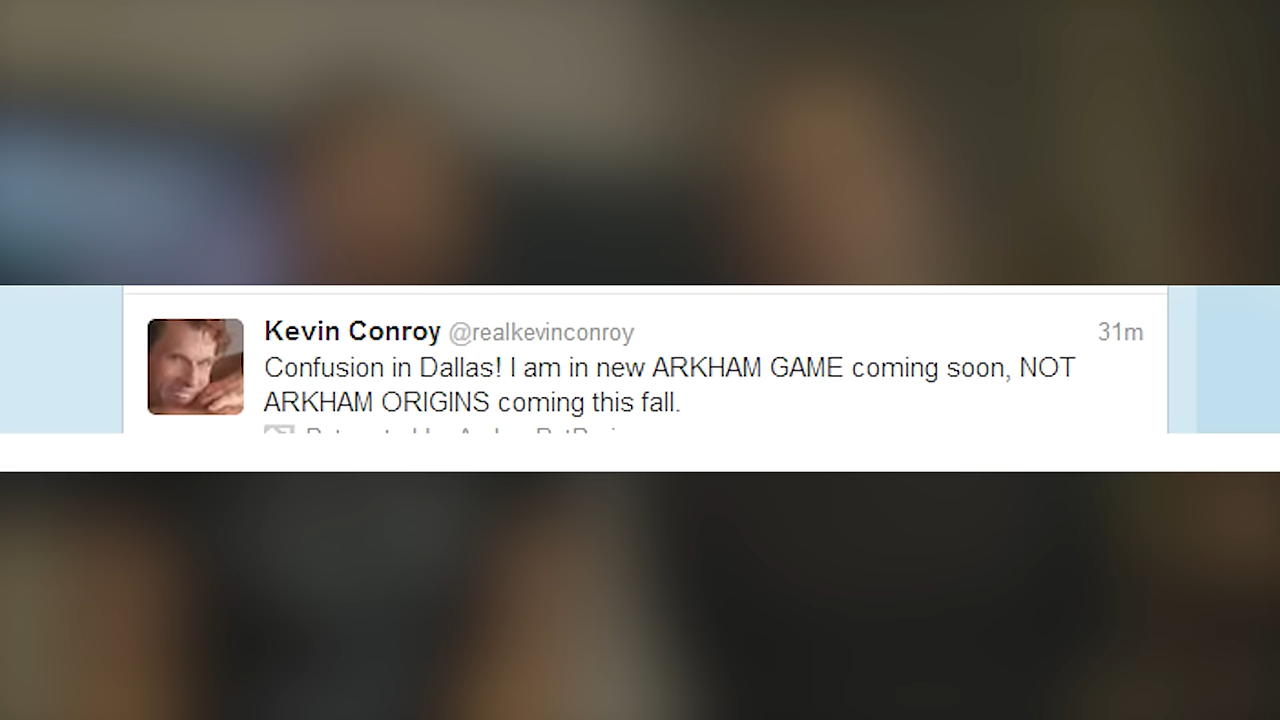 Kevin Conroy @realkevinconroy 31m
Confusion in Dallas! I am in new ARKHAM GAME coming soon, NOT
ARKHAM ORIGINS coming this fall.